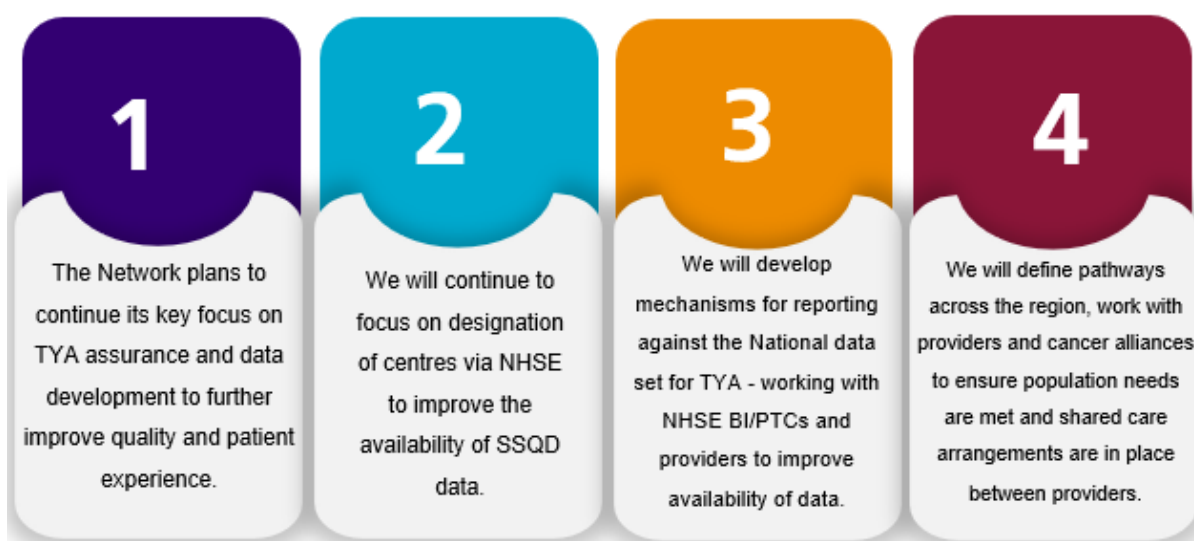 1
The Network plans to
continue its key focus on
TYA assurance and data
development to further
improve quality and patient
experience.
2
We will continue to
focus on designation
of centres via NHSE
to improve the
availability of SSQD
data.
3
We will develop
mechanisms for reporting
against the National data
set for TYA - working with
NHSE BI/PTCs and
providers to improve
availability of data.
4
We will define pathways
across the region, work with
providers and cancer alliances
to ensure population needs
are met and shared care
arrangements are in place
between providers.